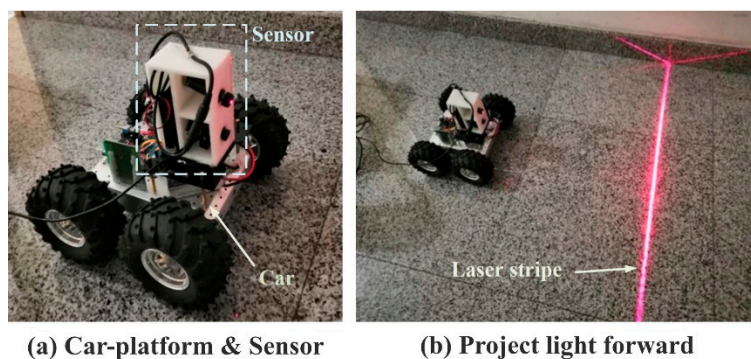 Sensor
Car
Laser stripe
(a) Car-platform & Sensor
(b) Project light forward